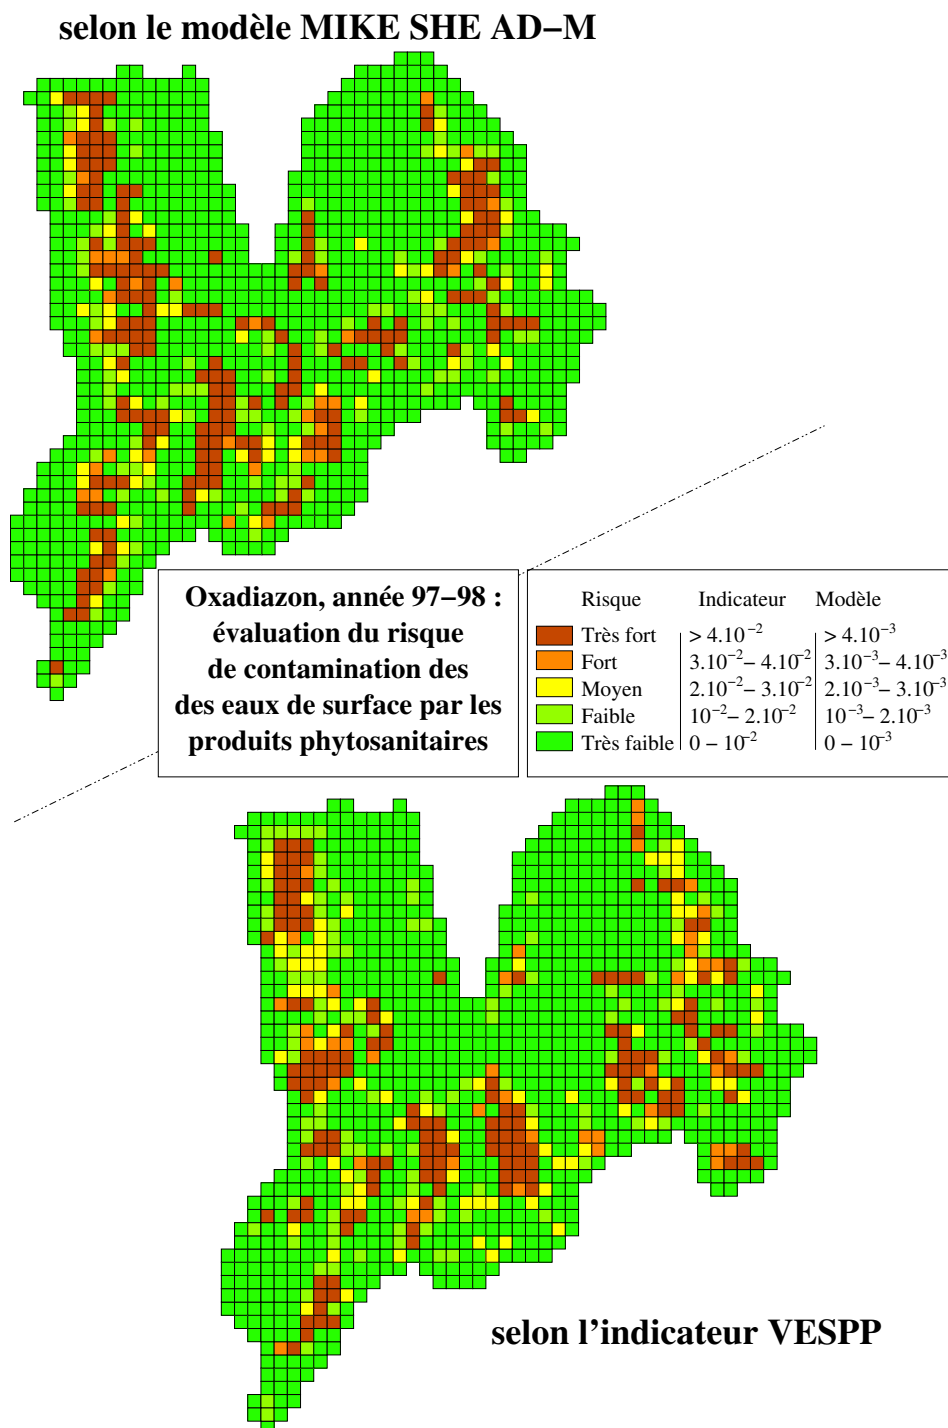 selon le modèle MIKE SHE AD−M
Oxadiazon, année 97−98 :
évaluation du risque
de contamination des
des eaux de surface par les
produits phytosanitaires
Risque Indicateur Modèle
Très fort > 4.10⁻² > 4.10⁻³
Fort 3.10⁻²− 4.10⁻² 3.10⁻³− 4.10⁻³
Moyen 2.10⁻²− 3.10⁻² 2.10⁻³− 3.10⁻³
Faible 10⁻²− 2.10⁻² 10⁻³− 2.10⁻³
Très faible 0 − 10⁻² 0 − 10⁻³
selon l'indicateur VESPP